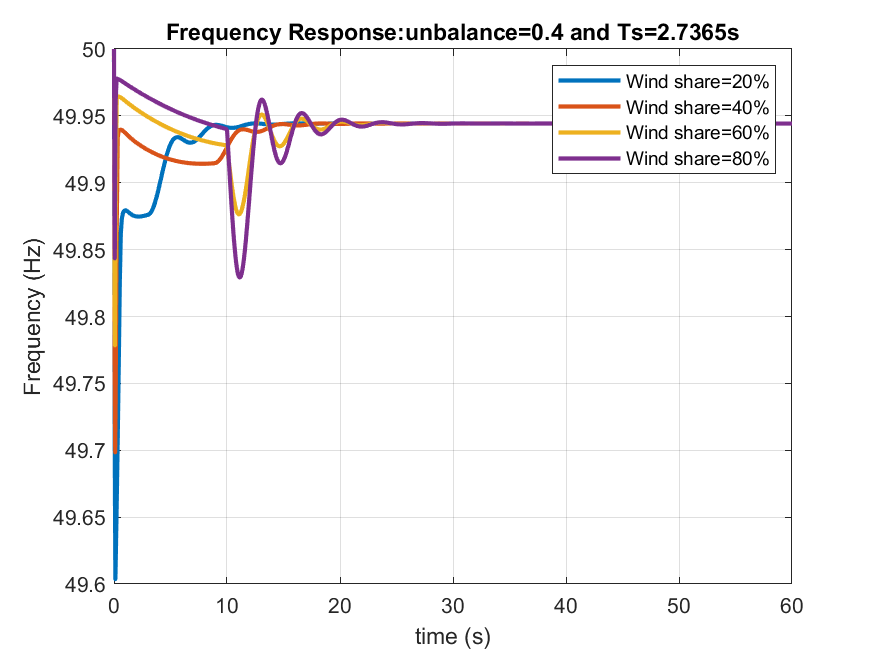 Frequency Response:unbalance=0.4 and Ts=2.7365s
50
49.95
49.9
49.85
49.8
49.75
49.7
49.65
49.6
Frequency (Hz)
Wind share=20%
Wind share=40%
Wind share=60%
Wind share=80%
0 10 20 30 40 50 60
time (s)